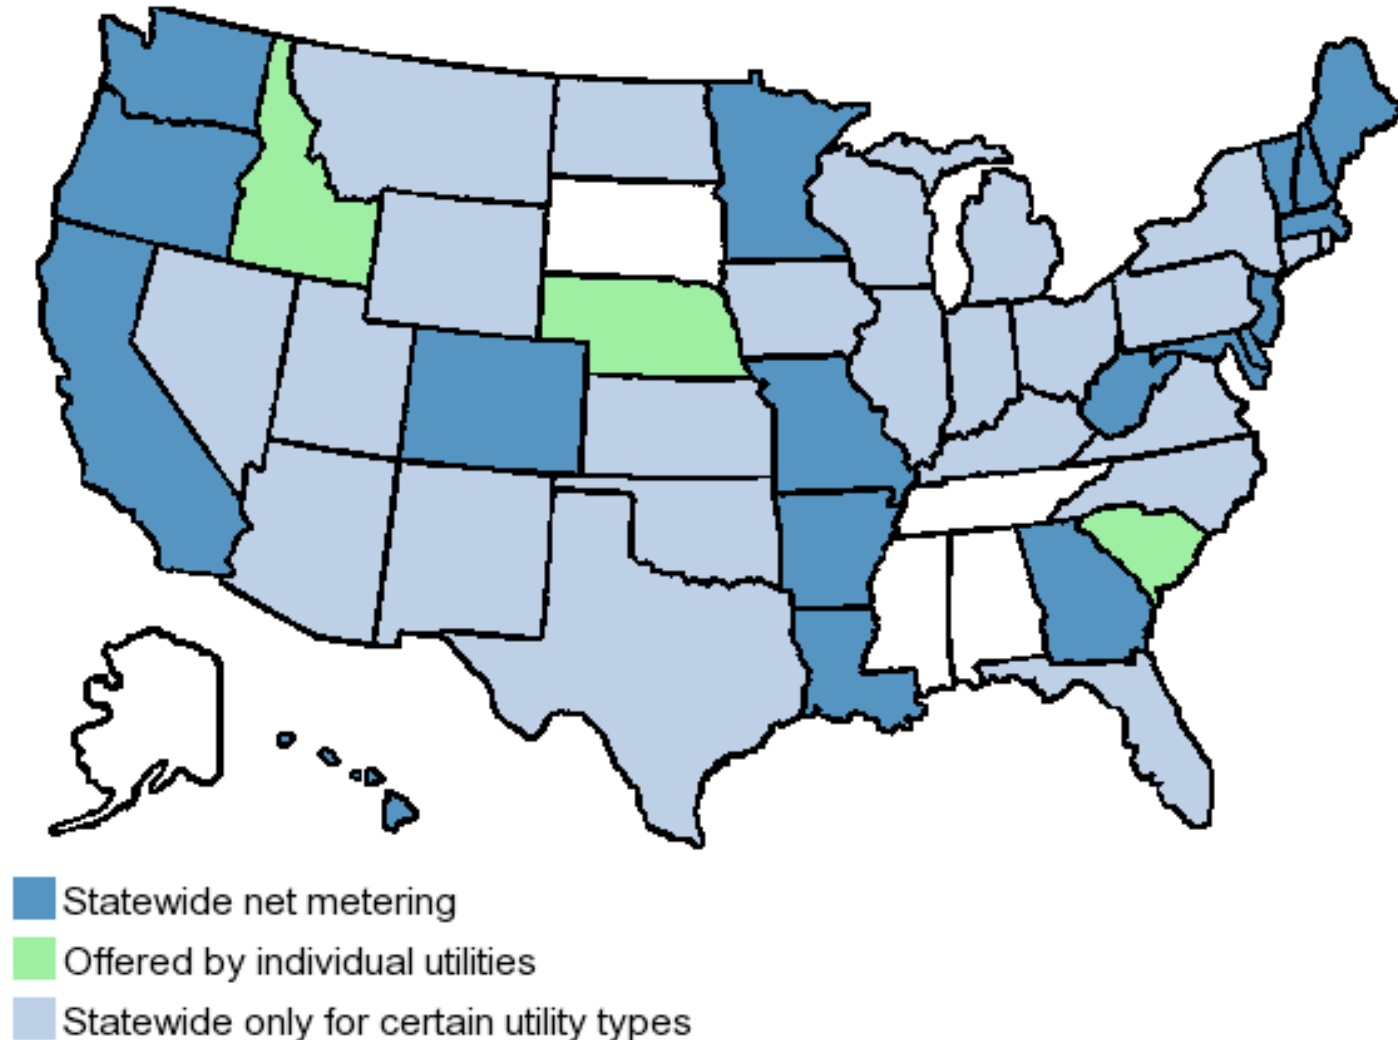 Statewide net metering
Offered by individual utilities
Statewide only for certain utility types